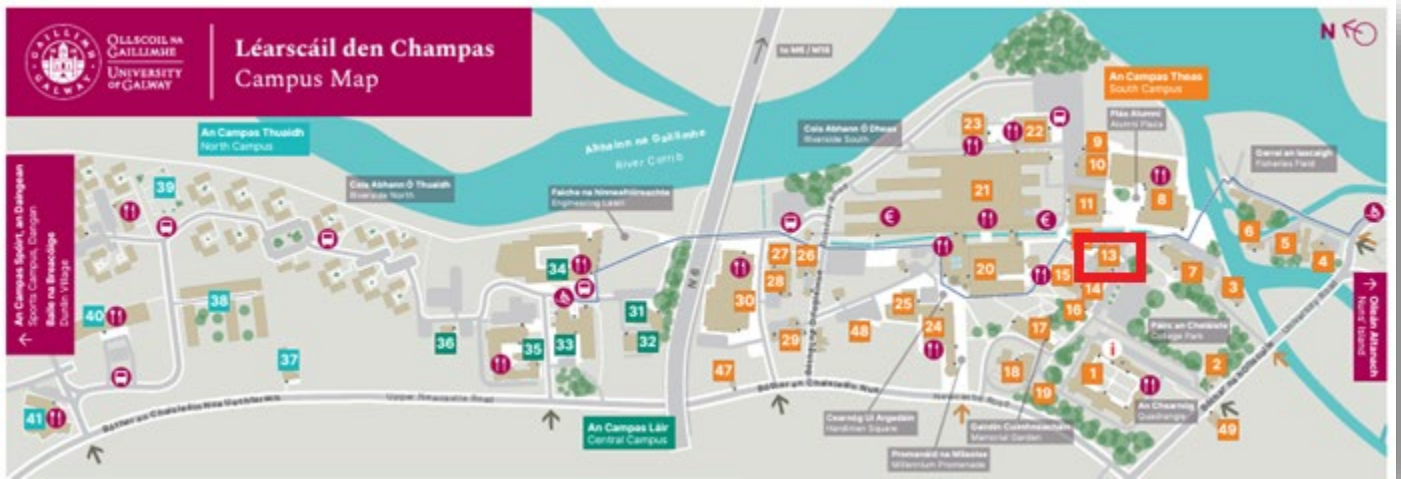 OLLSCOIL NA
GAILLIMHE
UNIVERSITY
OF GALWAY
Léarscáil den Champas
Campus Map
N
to M6 / M18
An Campas Thuaidh
North Campus
An Campas Theas
South Campus
Plás Alumni
Alumni Plaza
Abhainn na Gaillimhe
River Corrib
Cois Abhann Ó Dheas
Riverside South
Cois Abhann Ó Thuaidh
Riverside North
Faiche na hInnealtóireachta
Engineering Lawn
Gort an Iascaigh
Fisheries Field
An Campas Spóirt, an Daingean
Sports Campus, Dangan
Baile na Breacóige
Dunlin Village
Oileán Altanach
Nuns' Island
N6
39
40
38
37
41
36
34
35
33
31
32
30
27
28
26
29
47
48
25
24
23
22
21
20
9
10
11
8
13
15
14
16
17
18
19
7
6
5
4
3
2
1
49
i
Páirc an Choláiste
College Park
An Chearnóg
Quadrangle
Upper Newcastle Road
Newcastle Road
University Road
An Campas Láir
Central Campus
Hardiman Square
Memorial Garden
Promanáid na Mílaoise
Millennium Promenade